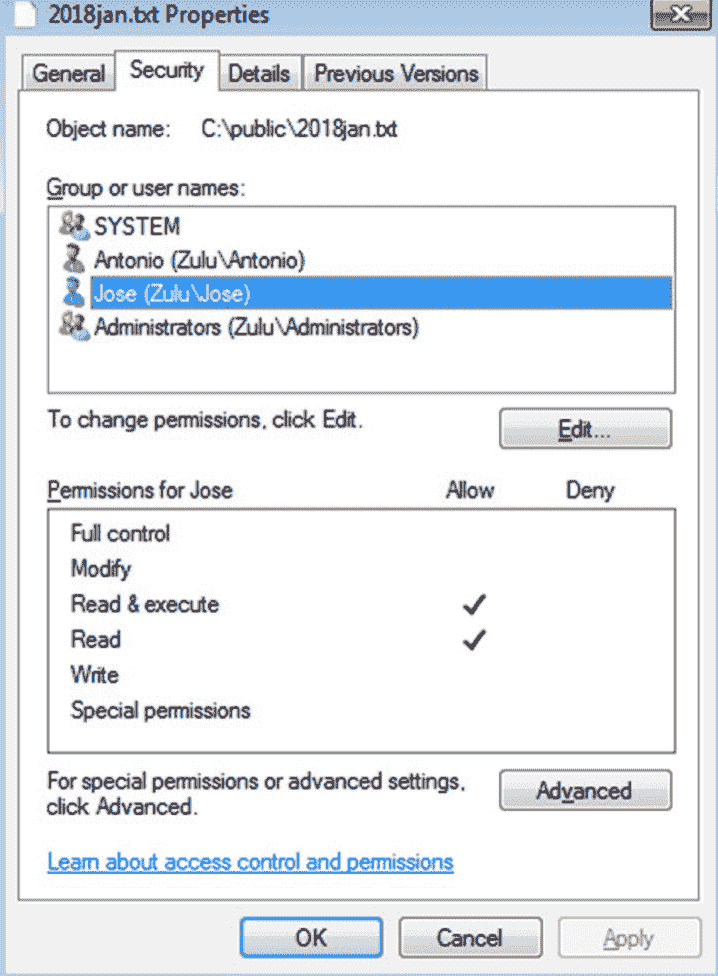 2018jan.txt Properties
General Security Details Previous Versions
Object name: C:\public\2018jan.txt
Group or user names:
SYSTEM
Antonio (Zulu\Antonio)
Jose (Zulu\Jose)
Administrators (Zulu\Administrators)
To change permissions, click Edit.
Edit...
Permissions for Jose Allow Deny
Full control
Modify
Read & execute
Read
Write
Special permissions
For special permissions or advanced settings,
click Advanced.
Advanced
Learn about access control and permissions
OK Cancel Apply